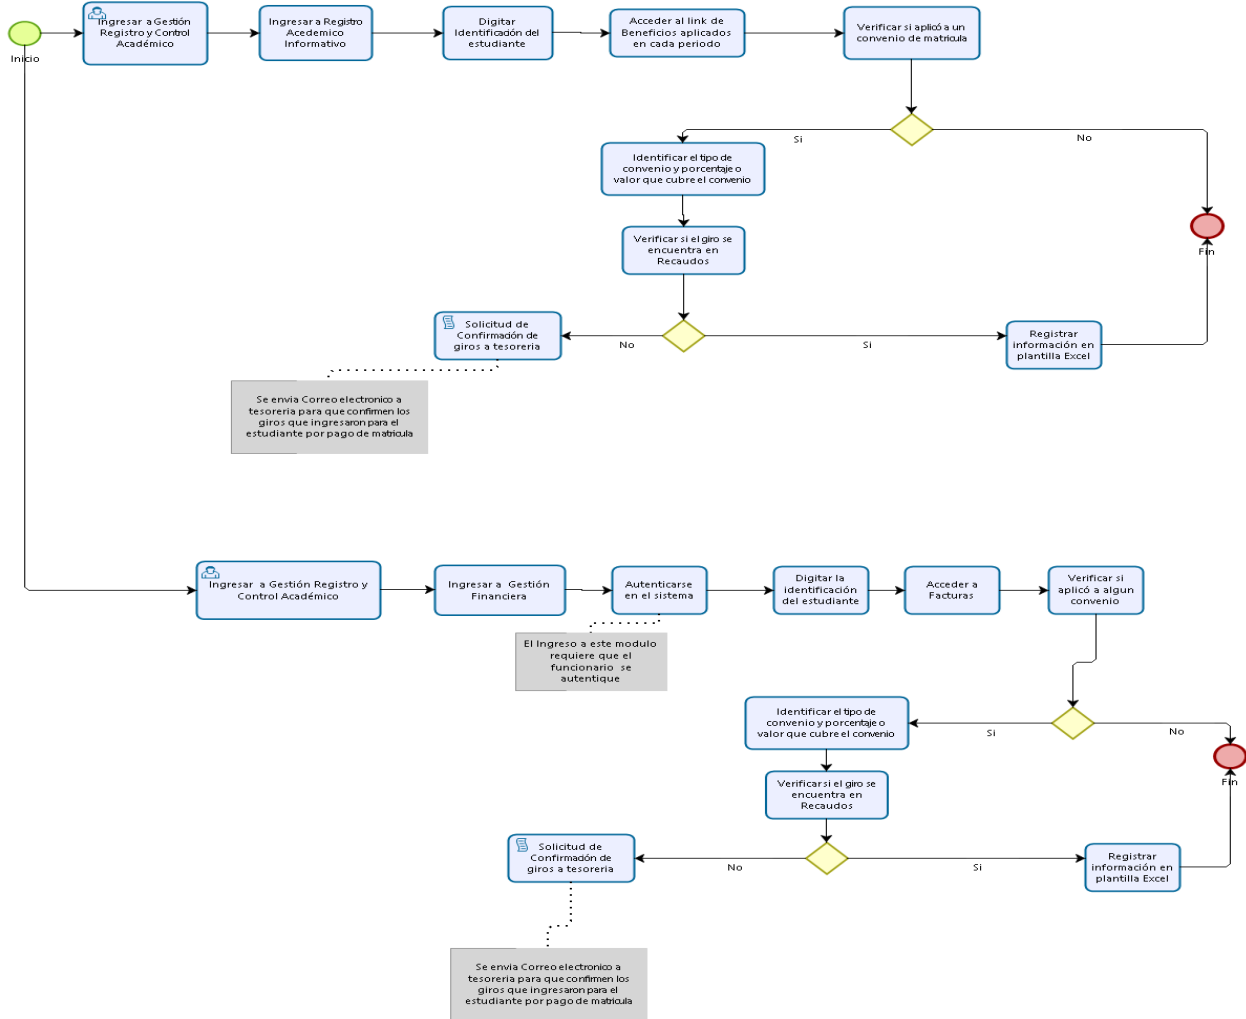 Inicio
Ingresar a Gestión
Registro y Control
Académico
Ingresar a Registro
Acedemico
Informativo
Digitar
Identificación del
estudiante
Acceder al link de
Beneficios aplicados
en cada periodo
Verificar si aplicó a un
convenio de matricula
Si
No
Identificar el tipo de
convenio y porcentaje o
valor que cubre el convenio
Verificar si el giro se
encuentra en
Recaudos
Fin
Solicitud de
Confirmación de
giros a tesoreria
No
Si
Registrar
información en
plantilla Excel
Se envia Correo electronico a
tesoreria para que confirmen los
giros que ingresaron para el
estudiante por pago de matricula
Ingresar a Gestión Registro y
Control Académico
Ingresar a Gestión
Financiera
Autenticarse
en el sistema
Digitar la
identificación
del estudiante
Acceder a
Facturas
Verificar si
aplicó a algun
convenio
El Ingreso a este modulo
requiere que el
funcionario se
autentique
Identificar el tipo de
convenio y porcentaje o
valor que cubre el convenio
Si
No
Fin
Verificar si el giro se
encuentra en
Recaudos
Solicitud de
Confirmación de
giros a tesoreria
No
Si
Registrar
información en
plantilla Excel
Se envia Correo electronico a
tesoreria para que confirmen los
giros que ingresaron para el
estudiante por pago de matricula